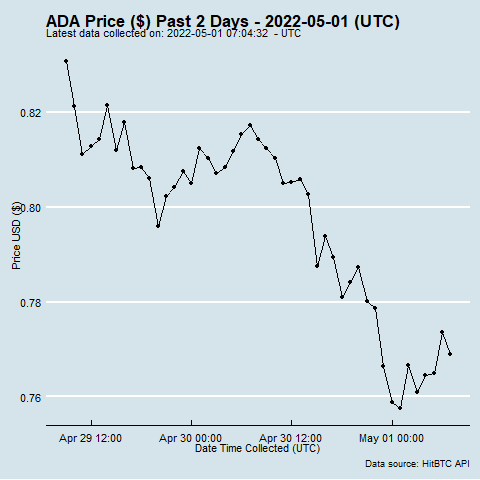 ADA Price ($) Past 2 Days - 2022-05-01 (UTC)
Latest data collected on: 2022-05-01 07:04:32 - UTC
Price USD ($)
0.82
0.80
0.78
0.76
Apr 29 12:00
Apr 30 00:00
Apr 30 12:00
May 01 00:00
Date Time Collected (UTC)
Data source: HitBTC API